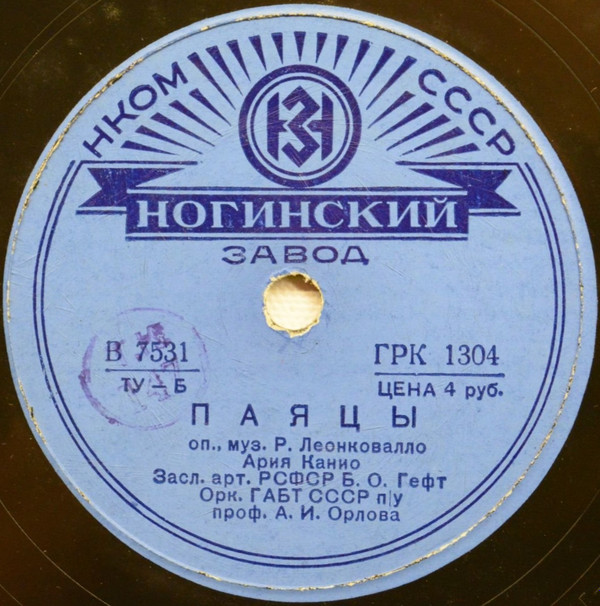 НКОМ СССР
НЗ
НОГИНСКИЙ
ЗАВОД
В 7531
ТУ — Б
ГРК 1304
ЦЕНА 4 руб.
ПАЯЦЫ
оп., муз. Р. Леонковалло
Ария Канио
Засл. арт. РСФСР Б. О. Гефт
Орк. ГАБТ СССР п/у
проф. А. И. Орлова